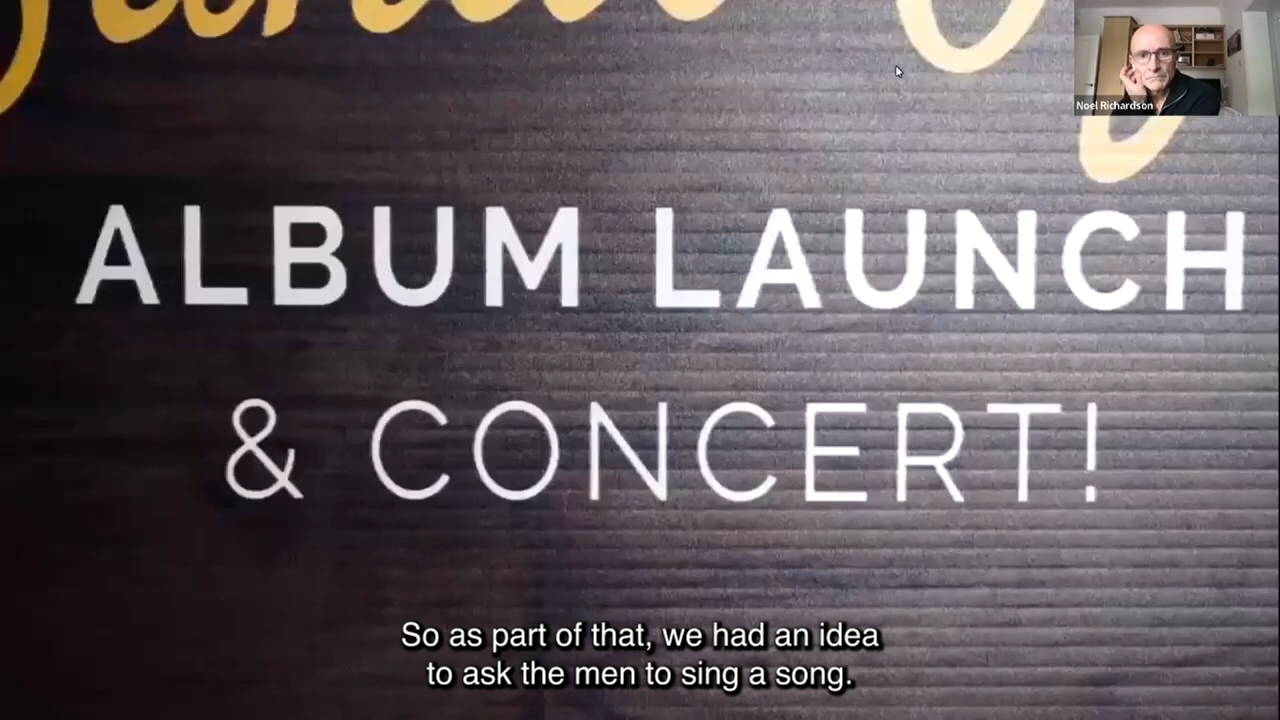 Noel Richardson
ALBUM LAUNCH
& CONCERT!
So as part of that, we had an idea
to ask the men to sing a song.